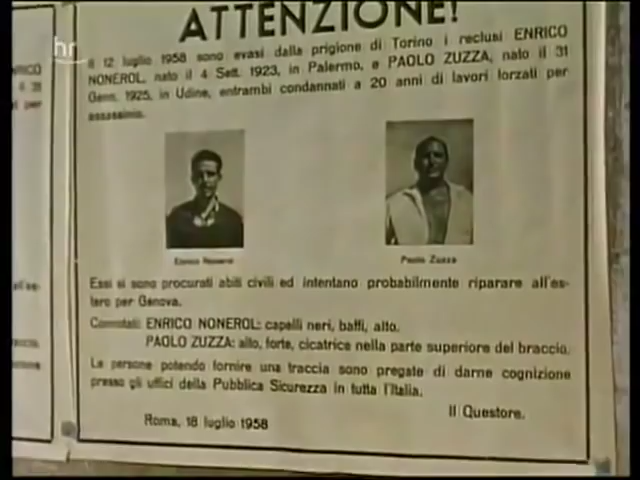 ATTENZIONE!
hr
Il 12 luglio 1958 sono evasi dalla prigione di Torino i reclusi ENRICO
NONEROL, nato il 4 Sett. 1923, in Palermo, e PAOLO ZUZZA, nato il 31
Genn. 1925, in Udine, entrambi condannati a 20 anni di lavori forzati per
assassinio.
Enrico Nonerol
Paolo Zuzza
Essi si sono procurati abiti civili ed intentano probabilmente riparare all'es-
tero per Genova.
Connotati: ENRICO NONEROL: capelli neri, baffi, alto.
PAOLO ZUZZA: alto, forte, cicatrice nella parte superiore del braccio.
Le persone potendo fornire una traccia sono pregate di darne cognizione
presso gli uffici della Pubblica Sicurezza in tutta l'Italia.
Il Questore.
Roma, 18 luglio 1958